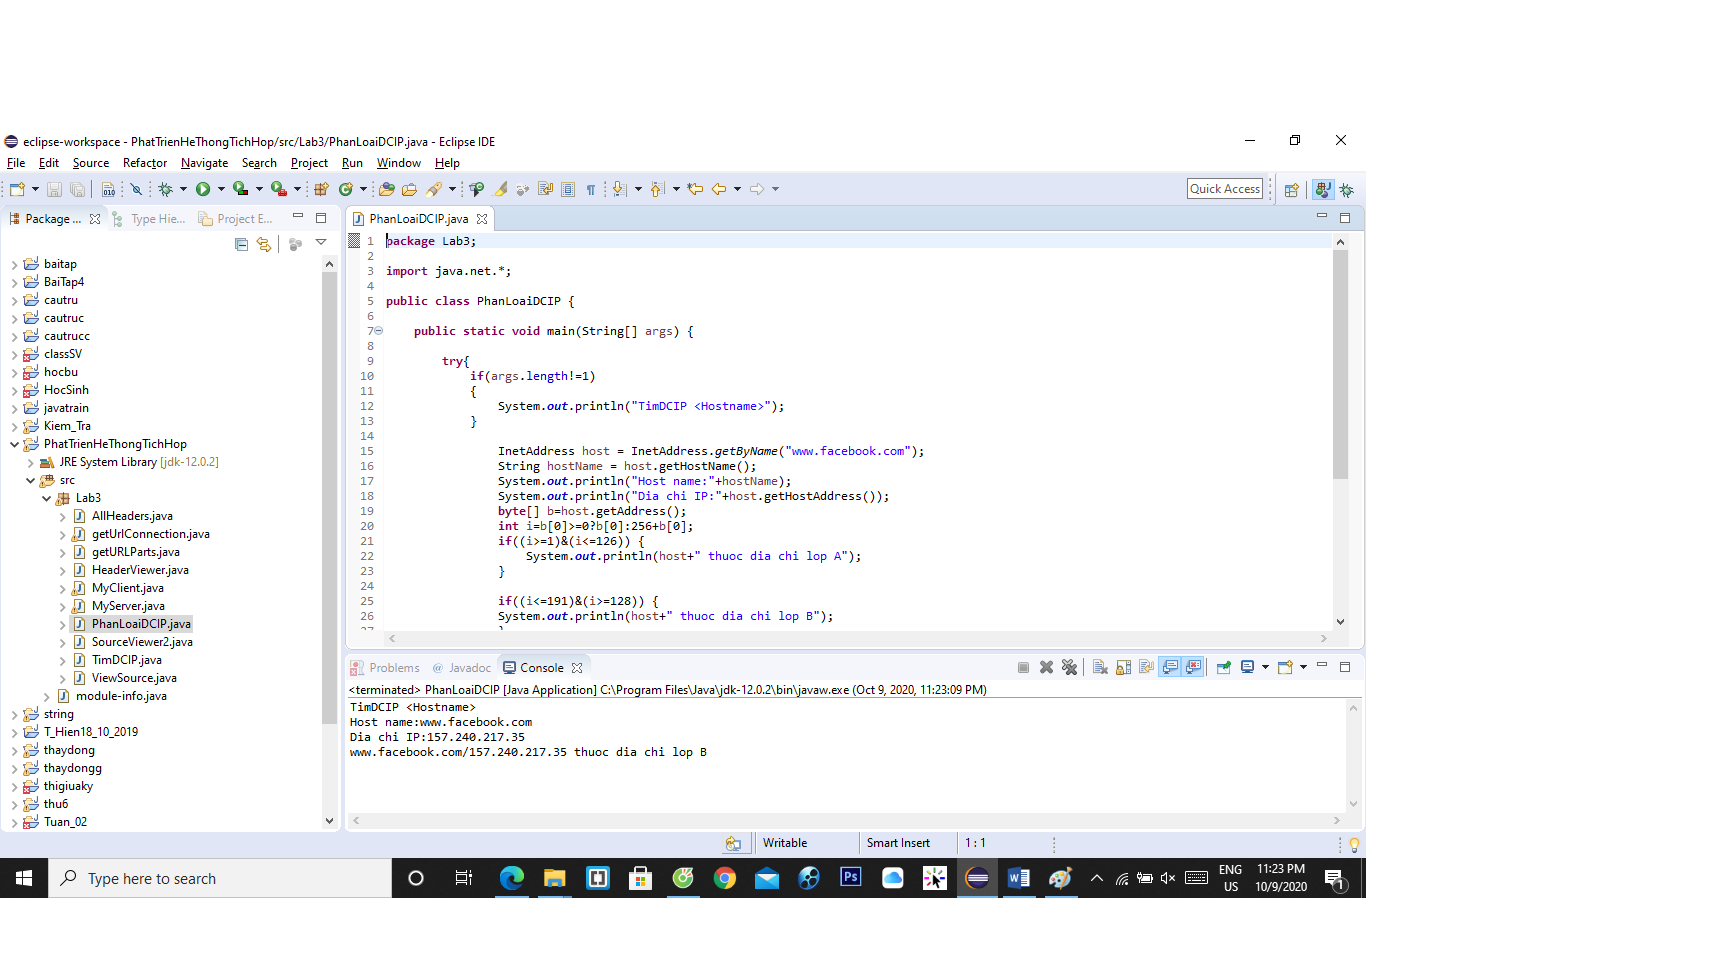 eclipse-workspace - PhatTrienHeThongTichHop/src/Lab3/PhanLoaiDCIP.java - Eclipse IDE
File Edit Source Refactor Navigate Search Project Run Window Help
Quick Access
Package ... Type Hie... Project E...
PhanLoaiDCIP.java
baitap
BaiTap4
cautru
cautruc
cautrucc
classSV
hocbu
HocSinh
javatrain
Kiem_Tra
PhatTrienHeThongTichHop
JRE System Library [jdk-12.0.2]
src
Lab3
AllHeaders.java
getUrlConnection.java
getURLParts.java
HeaderViewer.java
MyClient.java
MyServer.java
PhanLoaiDCIP.java
SourceViewer2.java
TimDCIP.java
ViewSource.java
module-info.java
string
T_Hien18_10_2019
thaydong
thaydongg
thigiuaky
thu6
Tuan_02
1 package Lab3;
2
3 import java.net.*;
4
5 public class PhanLoaiDCIP {
6
7 public static void main(String[] args) {
8
9 try{
10 if(args.length!=1)
11 {
12 System.out.println("TimDCIP <Hostname>");
13 }
14
15 InetAddress host = InetAddress.getByName("www.facebook.com");
16 String hostName = host.getHostName();
17 System.out.println("Host name:"+hostName);
18 System.out.println("Dia chi IP:"+host.getHostAddress());
19 byte[] b=host.getAddress();
20 int i=b[0]>=0?b[0]:256+b[0];
21 if((i>=1)&(i<=126)) {
22 System.out.println(host+" thuoc dia chi lop A");
23 }
24
25 if((i<=191)&(i>=128)) {
26 System.out.println(host+" thuoc dia chi lop B");
Problems @ Javadoc Console
<terminated> PhanLoaiDCIP [Java Application] C:\Program Files\Java\jdk-12.0.2\bin\javaw.exe (Oct 9, 2020, 11:23:09 PM)
TimDCIP <Hostname>
Host name:www.facebook.com
Dia chi IP:157.240.217.35
www.facebook.com/157.240.217.35 thuoc dia chi lop B
Writable Smart Insert 1 : 1
Type here to search
Ps
ENG
US
11:23 PM
10/9/2020
1